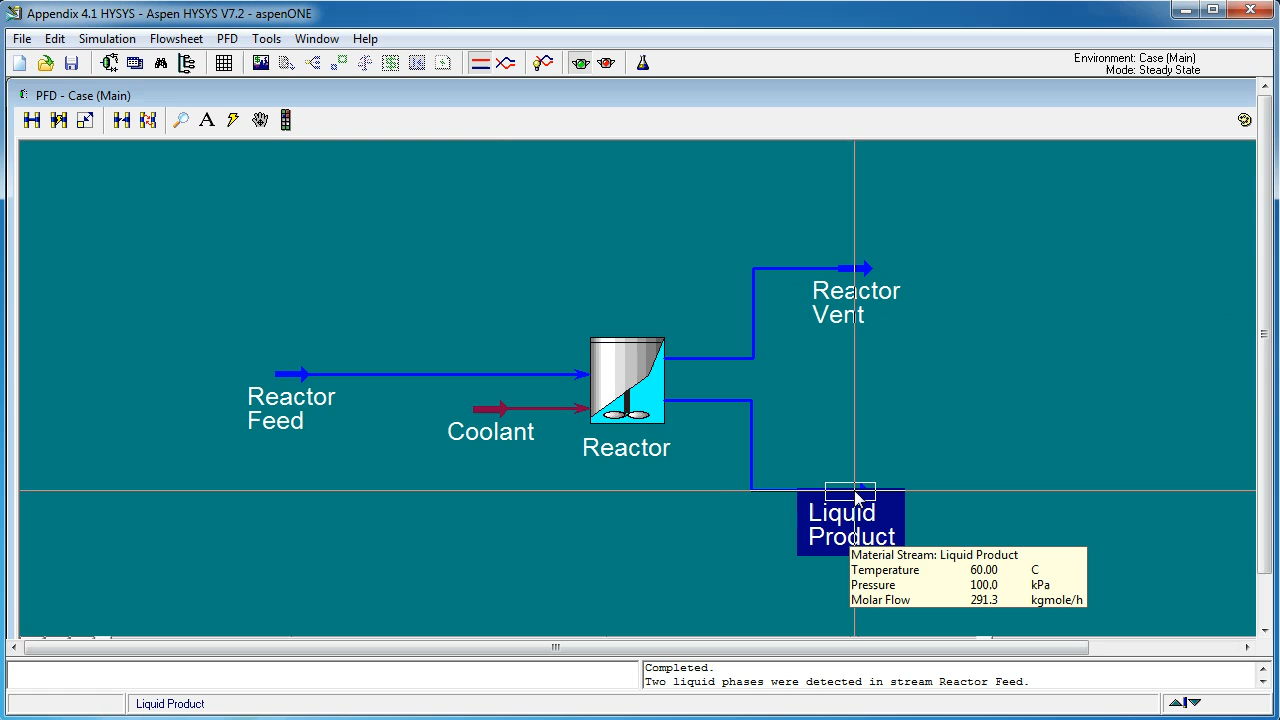 Appendix 4.1 HYSYS - Aspen HYSYS V7.2 - aspenONE
File Edit Simulation Flowsheet PFD Tools Window Help
Environment: Case (Main)
Mode: Steady State
PFD - Case (Main)
A
Reactor
Vent
Reactor
Feed
Coolant
Reactor
Liquid
Product
Material Stream: Liquid Product
Temperature 60.00 C
Pressure 100.0 kPa
Molar Flow 291.3 kgmole/h
Completed.
Two liquid phases were detected in stream Reactor Feed.
Liquid Product